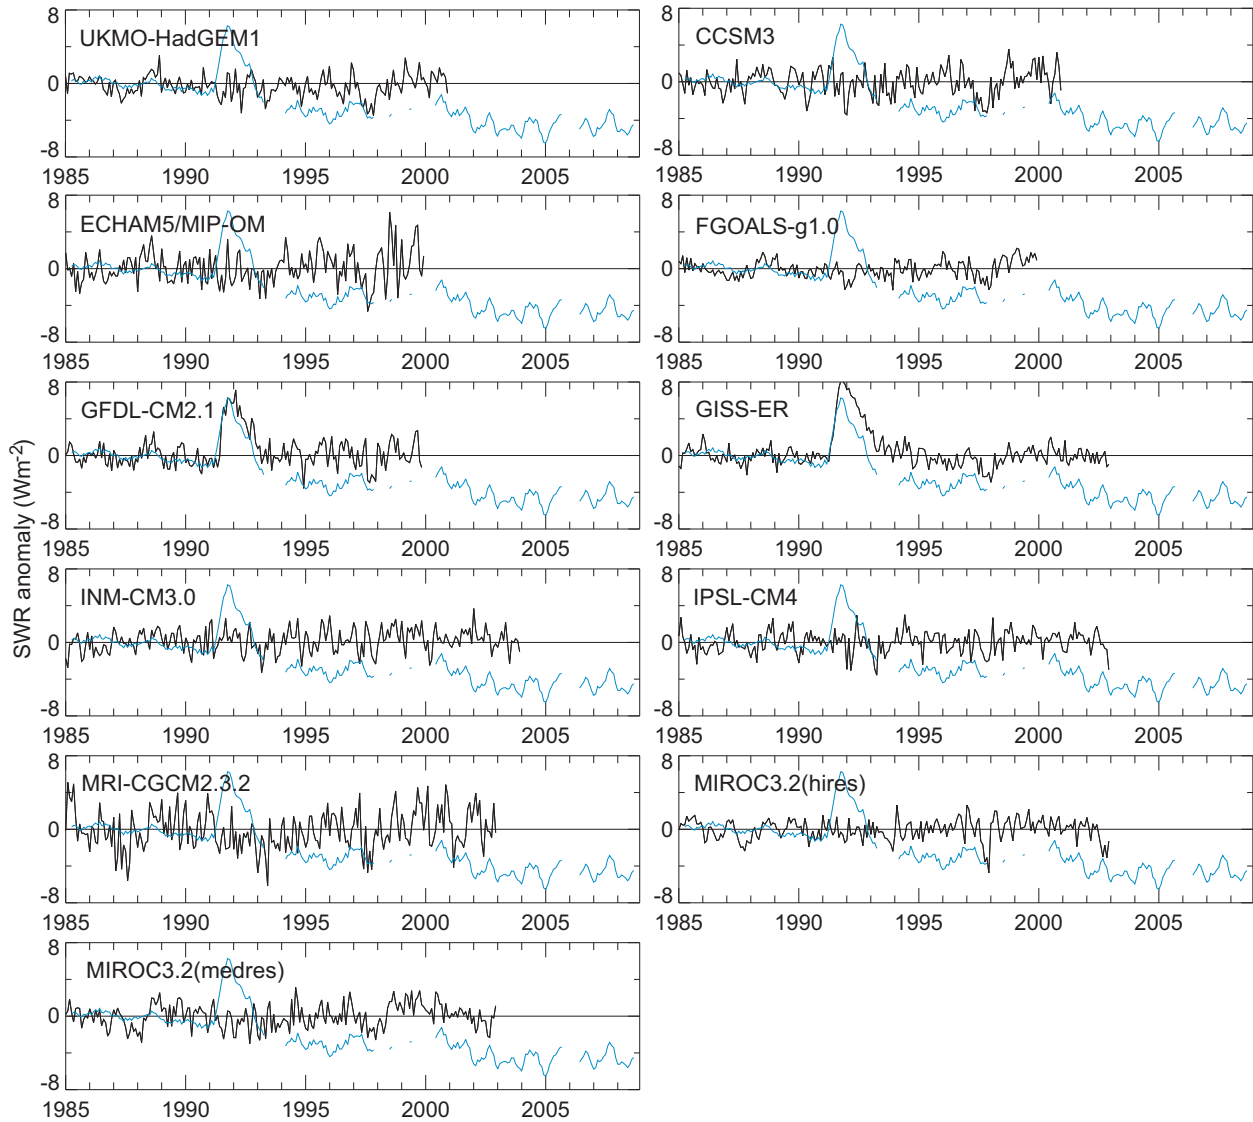 8
UKMO-HadGEM1
0
-8
1985 1990 1995 2000 2005
8
CCSM3
0
-8
1985 1990 1995 2000 2005
8
ECHAM5/MIP-OM
0
-8
1985 1990 1995 2000 2005
8
FGOALS-g1.0
0
-8
1985 1990 1995 2000 2005
SWR anomaly (Wm-2)
8
GFDL-CM2.1
0
-8
1985 1990 1995 2000 2005
8
GISS-ER
0
-8
1985 1990 1995 2000 2005
8
INM-CM3.0
0
-8
1985 1990 1995 2000 2005
8
IPSL-CM4
0
-8
1985 1990 1995 2000 2005
8
MRI-CGCM2.3.2
0
-8
1985 1990 1995 2000 2005
8
MIROC3.2(hires)
0
-8
1985 1990 1995 2000 2005
8
MIROC3.2(medres)
0
-8
1985 1990 1995 2000 2005